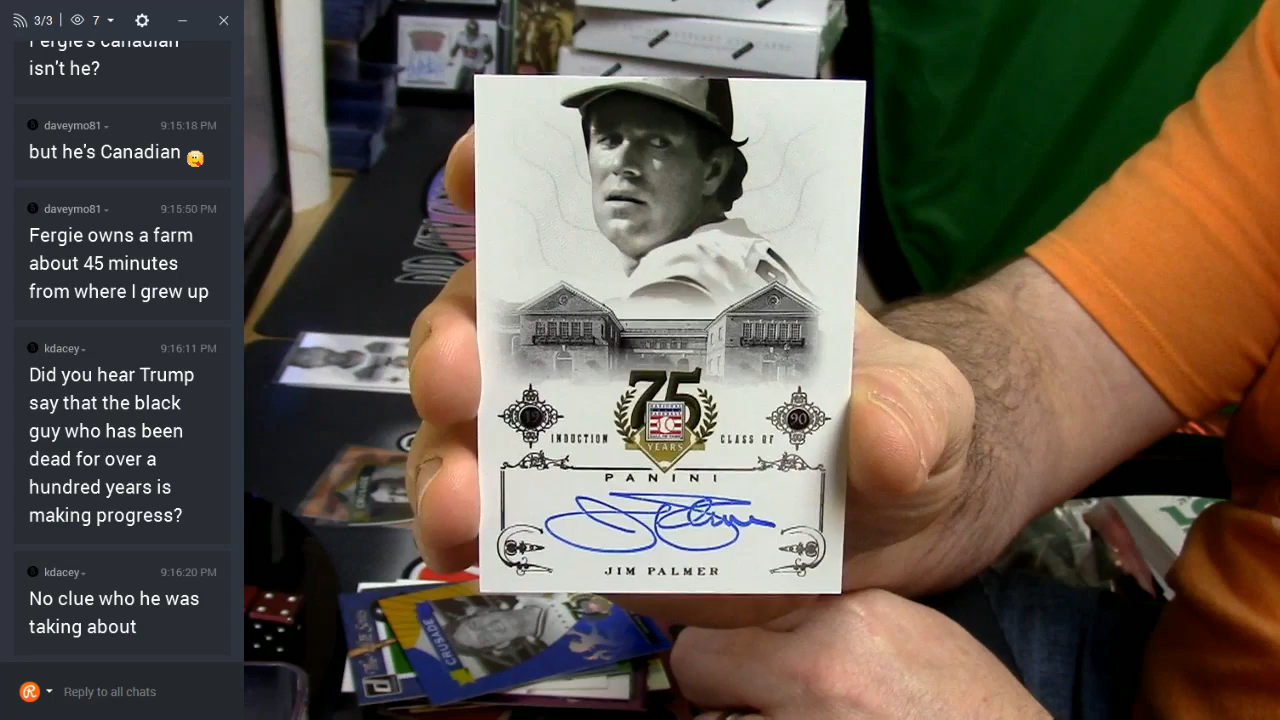 3/3
7
Fergie's canadian
isn't he?
daveymo81
9:15:18 PM
but he's Canadian
daveymo81
9:15:50 PM
Fergie owns a farm
about 45 minutes
from where I grew up
kdacey
9:16:11 PM
Did you hear Trump
say that the black
guy who has been
dead for over a
hundred years is
making progress?
kdacey
9:16:20 PM
No clue who he was
taking about
Reply to all chats
75
YEARS
19
90
INDUCTION
CLASS OF
PANINI
JIM PALMER
CRUSADE